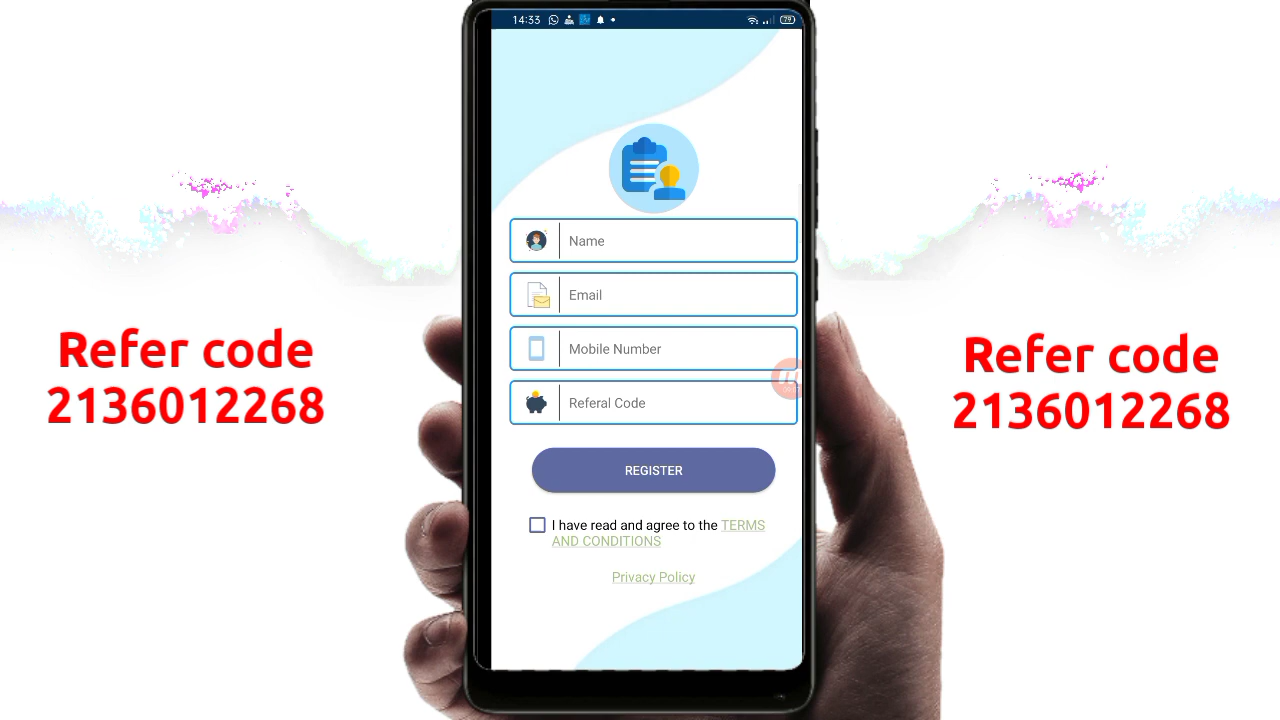 14:33
79
Name
Email
Mobile Number
Referal Code
REGISTER
I have read and agree to the TERMS
AND CONDITIONS
Privacy Policy
Refer code
2136012268
Refer code
2136012268